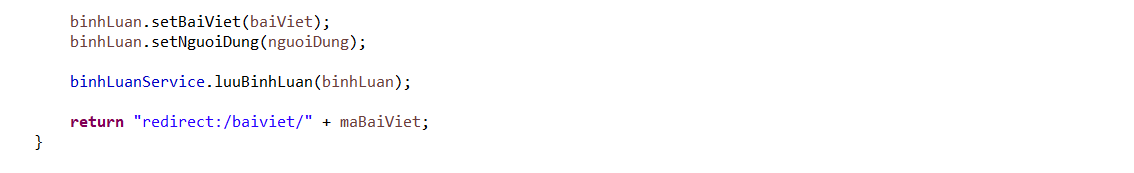 binhLuan.setBaiViet(baiViet);
binhLuan.setNguoiDung(nguoiDung);
binhLuanService.luuBinhLuan(binhLuan);
return "redirect:/baiviet/" + maBaiViet;
}